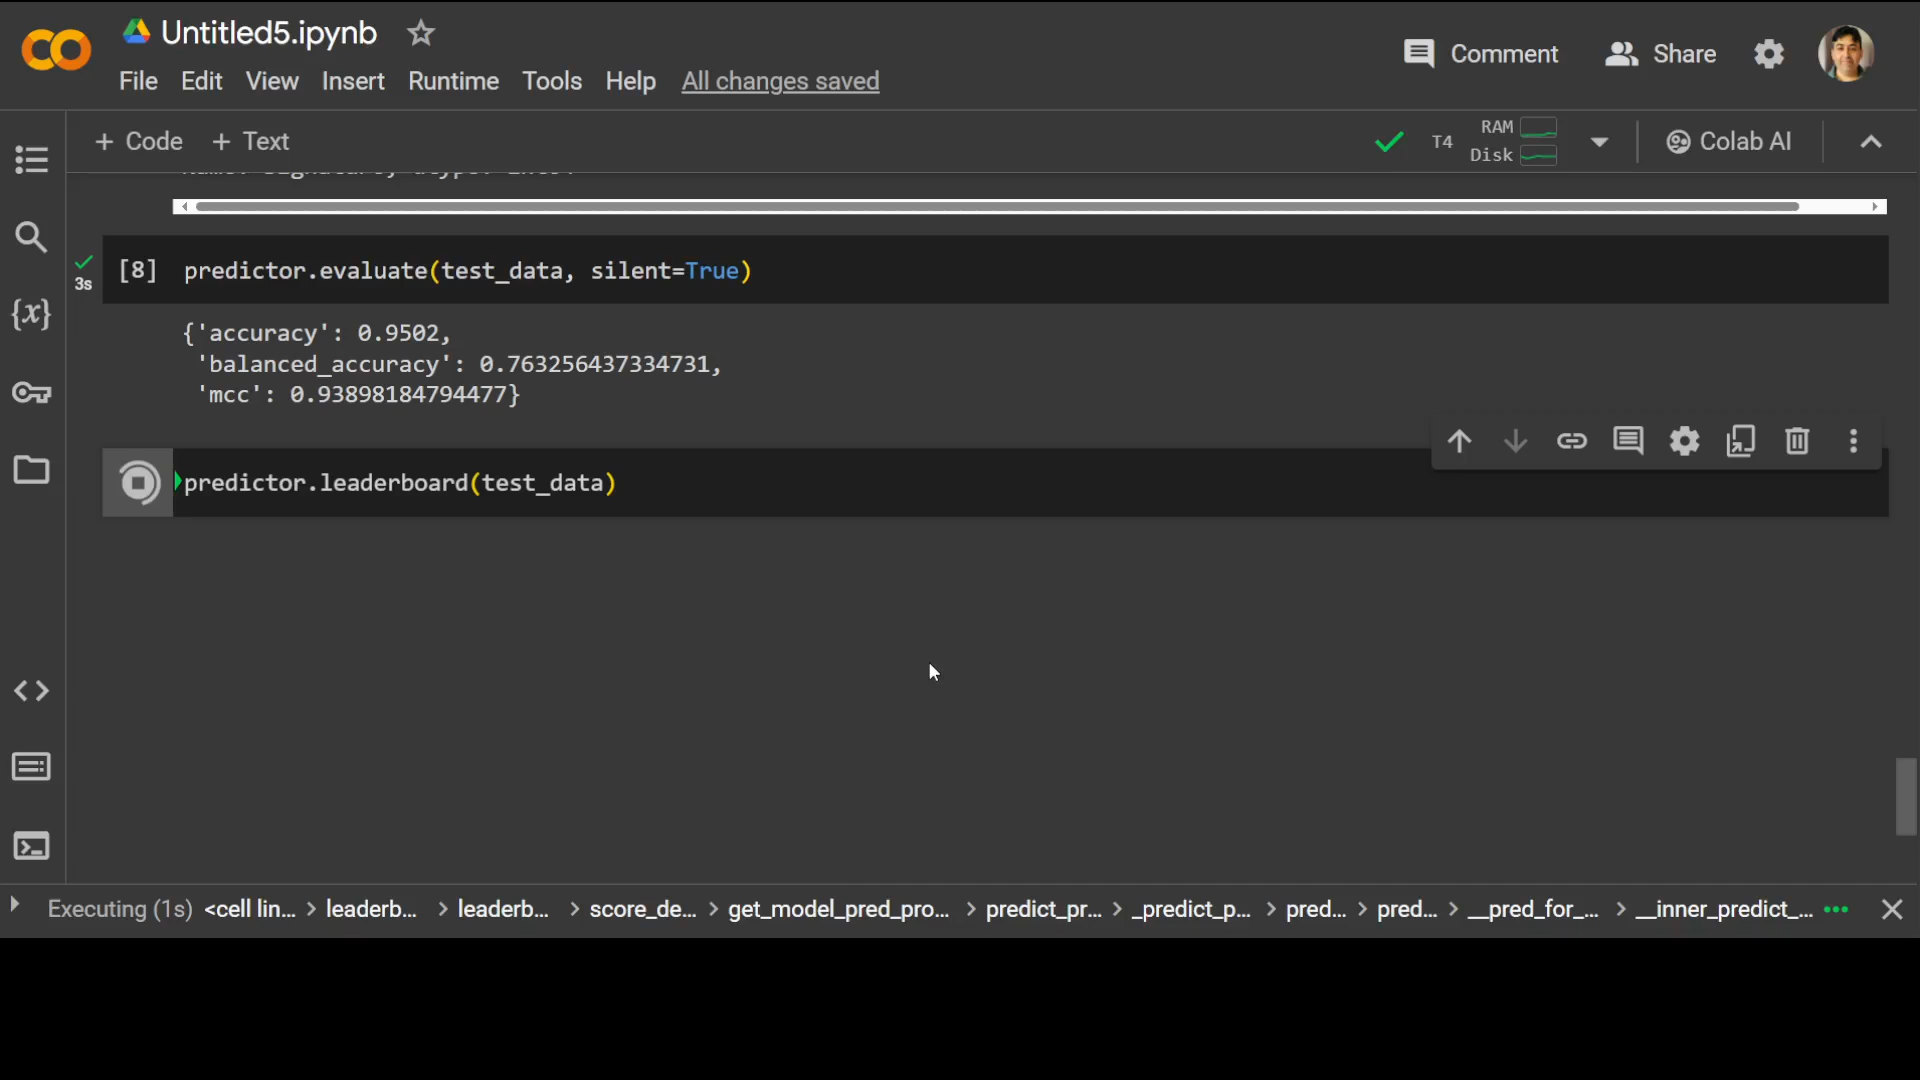 Untitled5.ipynb
Comment
Share
File Edit View Insert Runtime Tools Help All changes saved
+ Code + Text
T4
RAM
Disk
Colab AI
3s
[8] predictor.evaluate(test_data, silent=True)
{'accuracy': 0.9502,
'balanced_accuracy': 0.763256437334731,
'mcc': 0.93898184794477}
predictor.leaderboard(test_data)
{x}
Executing (1s) <cell lin... > leaderb... > leaderb... > score_de... > get_model_pred_pro... > predict_pr... > _predict_p... > pred... > pred... > __pred_for_... > __inner_predict_...